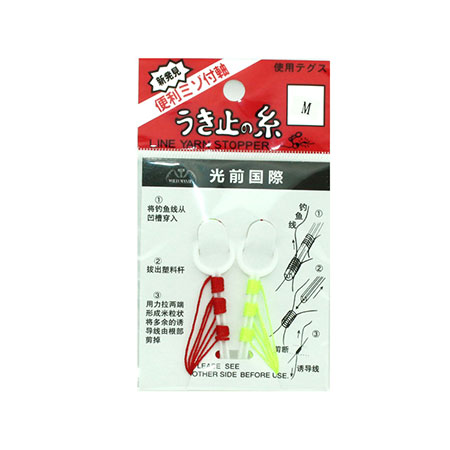 新発見
便利ミゾ付軸
使用テグス
M
うき止の糸
LINE YARN STOPPER
光前国際
①
将钓鱼线从
凹槽穿入
②
拔出塑料杆
③
用力拉两端
形成米粒状
将多余的诱
导线由根部
剪掉
钓鱼线
①
②
③
剪断
诱导线
PLEASE SEE
OTHER SIDE BEFORE USE.